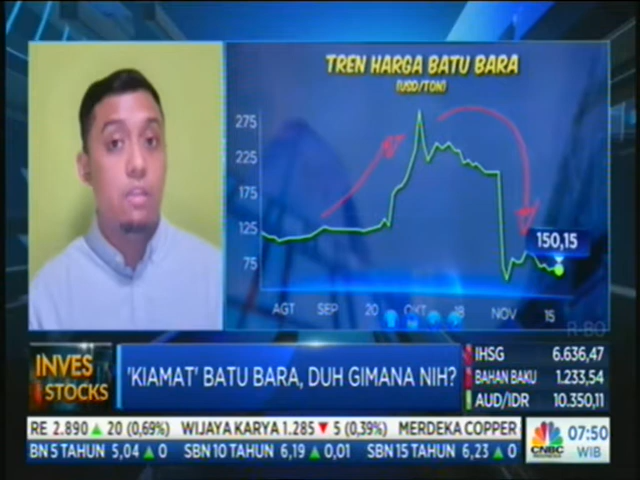 TREN HARGA BATU BARA
(USD/TON)
275
225
175
125
75
150,15
AGT SEP 20 OKT 18 NOV 15
INVES
STOCKS
'KIAMAT' BATU BARA, DUH GIMANA NIH?
IHSG 6.636,47
BAHAN BAKU 1.233,54
AUD/IDR 10.350,11
RE 2.890 ▲ 20 (0,69%) WIJAYA KARYA 1.285 ▼ 5 (0,39%) MERDEKA COPPER
BN 5 TAHUN 5,04 ▲ 0 SBN 10 TAHUN 6,19 ▲ 0,01 SBN 15 TAHUN 6,23 ▲ 0
CNBC
07:50
WIB